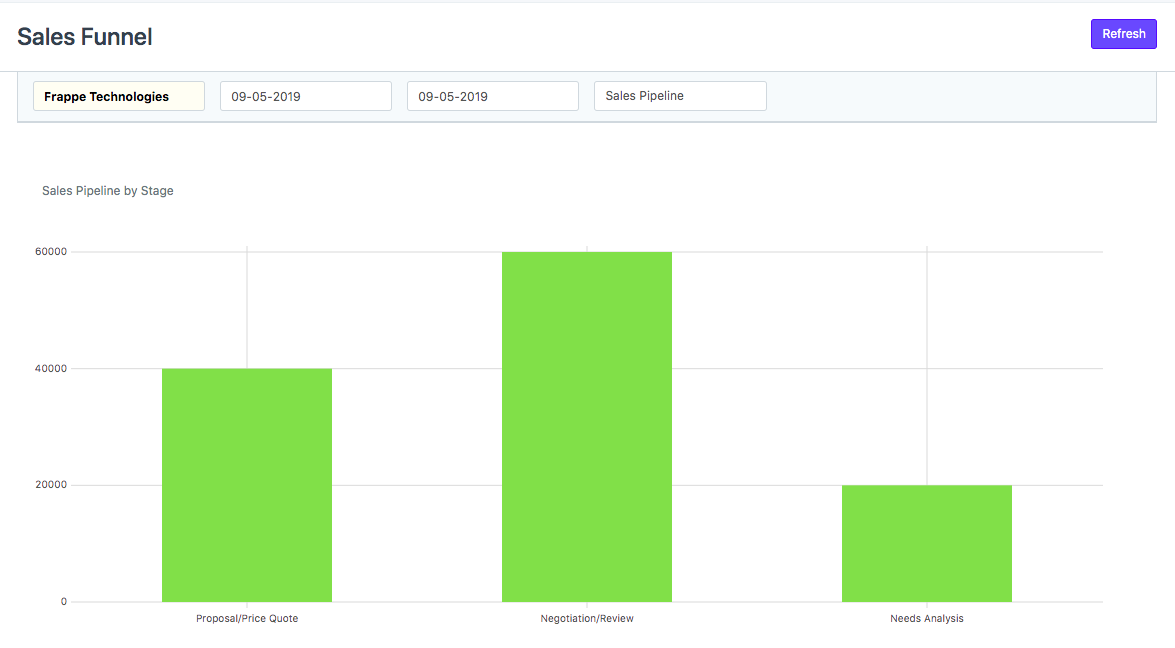 Sales Funnel
Refresh
Frappe Technologies
09-05-2019
09-05-2019
Sales Pipeline
Sales Pipeline by Stage
60000
40000
20000
0
Proposal/Price Quote
Negotiation/Review
Needs Analysis